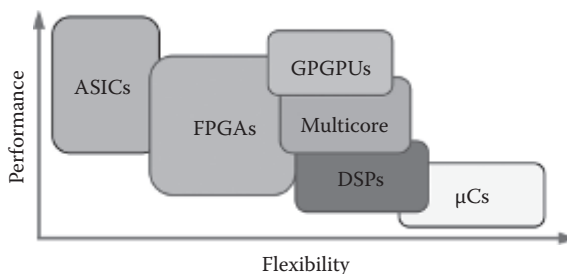 Performance
ASICs
FPGAs
GPGPUs
Multicore
DSPs
µCs
Flexibility